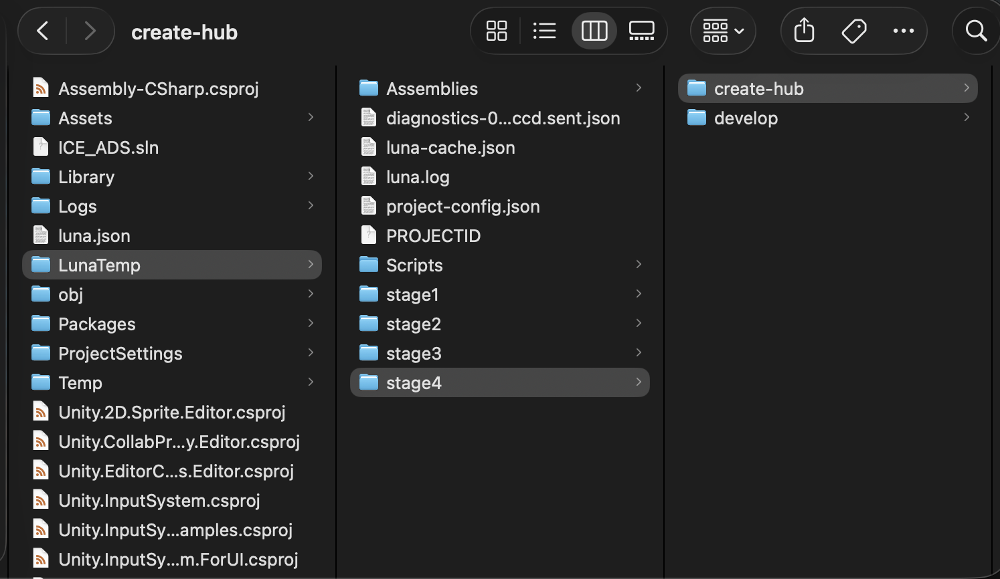 create-hub
Assembly-CSharp.csproj
Assets
ICE_ADS.sln
Library
Logs
luna.json
LunaTemp
obj
Packages
ProjectSettings
Temp
Unity.2D.Sprite.Editor.csproj
Unity.CollabPr...y.Editor.csproj
Unity.EditorC...s.Editor.csproj
Unity.InputSystem.csproj
Unity.InputSy...amples.csproj
Unity.InputSy...m.ForUI.csproj
Assemblies
diagnostics-0...ccd.sent.json
luna-cache.json
luna.log
project-config.json
PROJECTID
Scripts
stage1
stage2
stage3
stage4
create-hub
develop